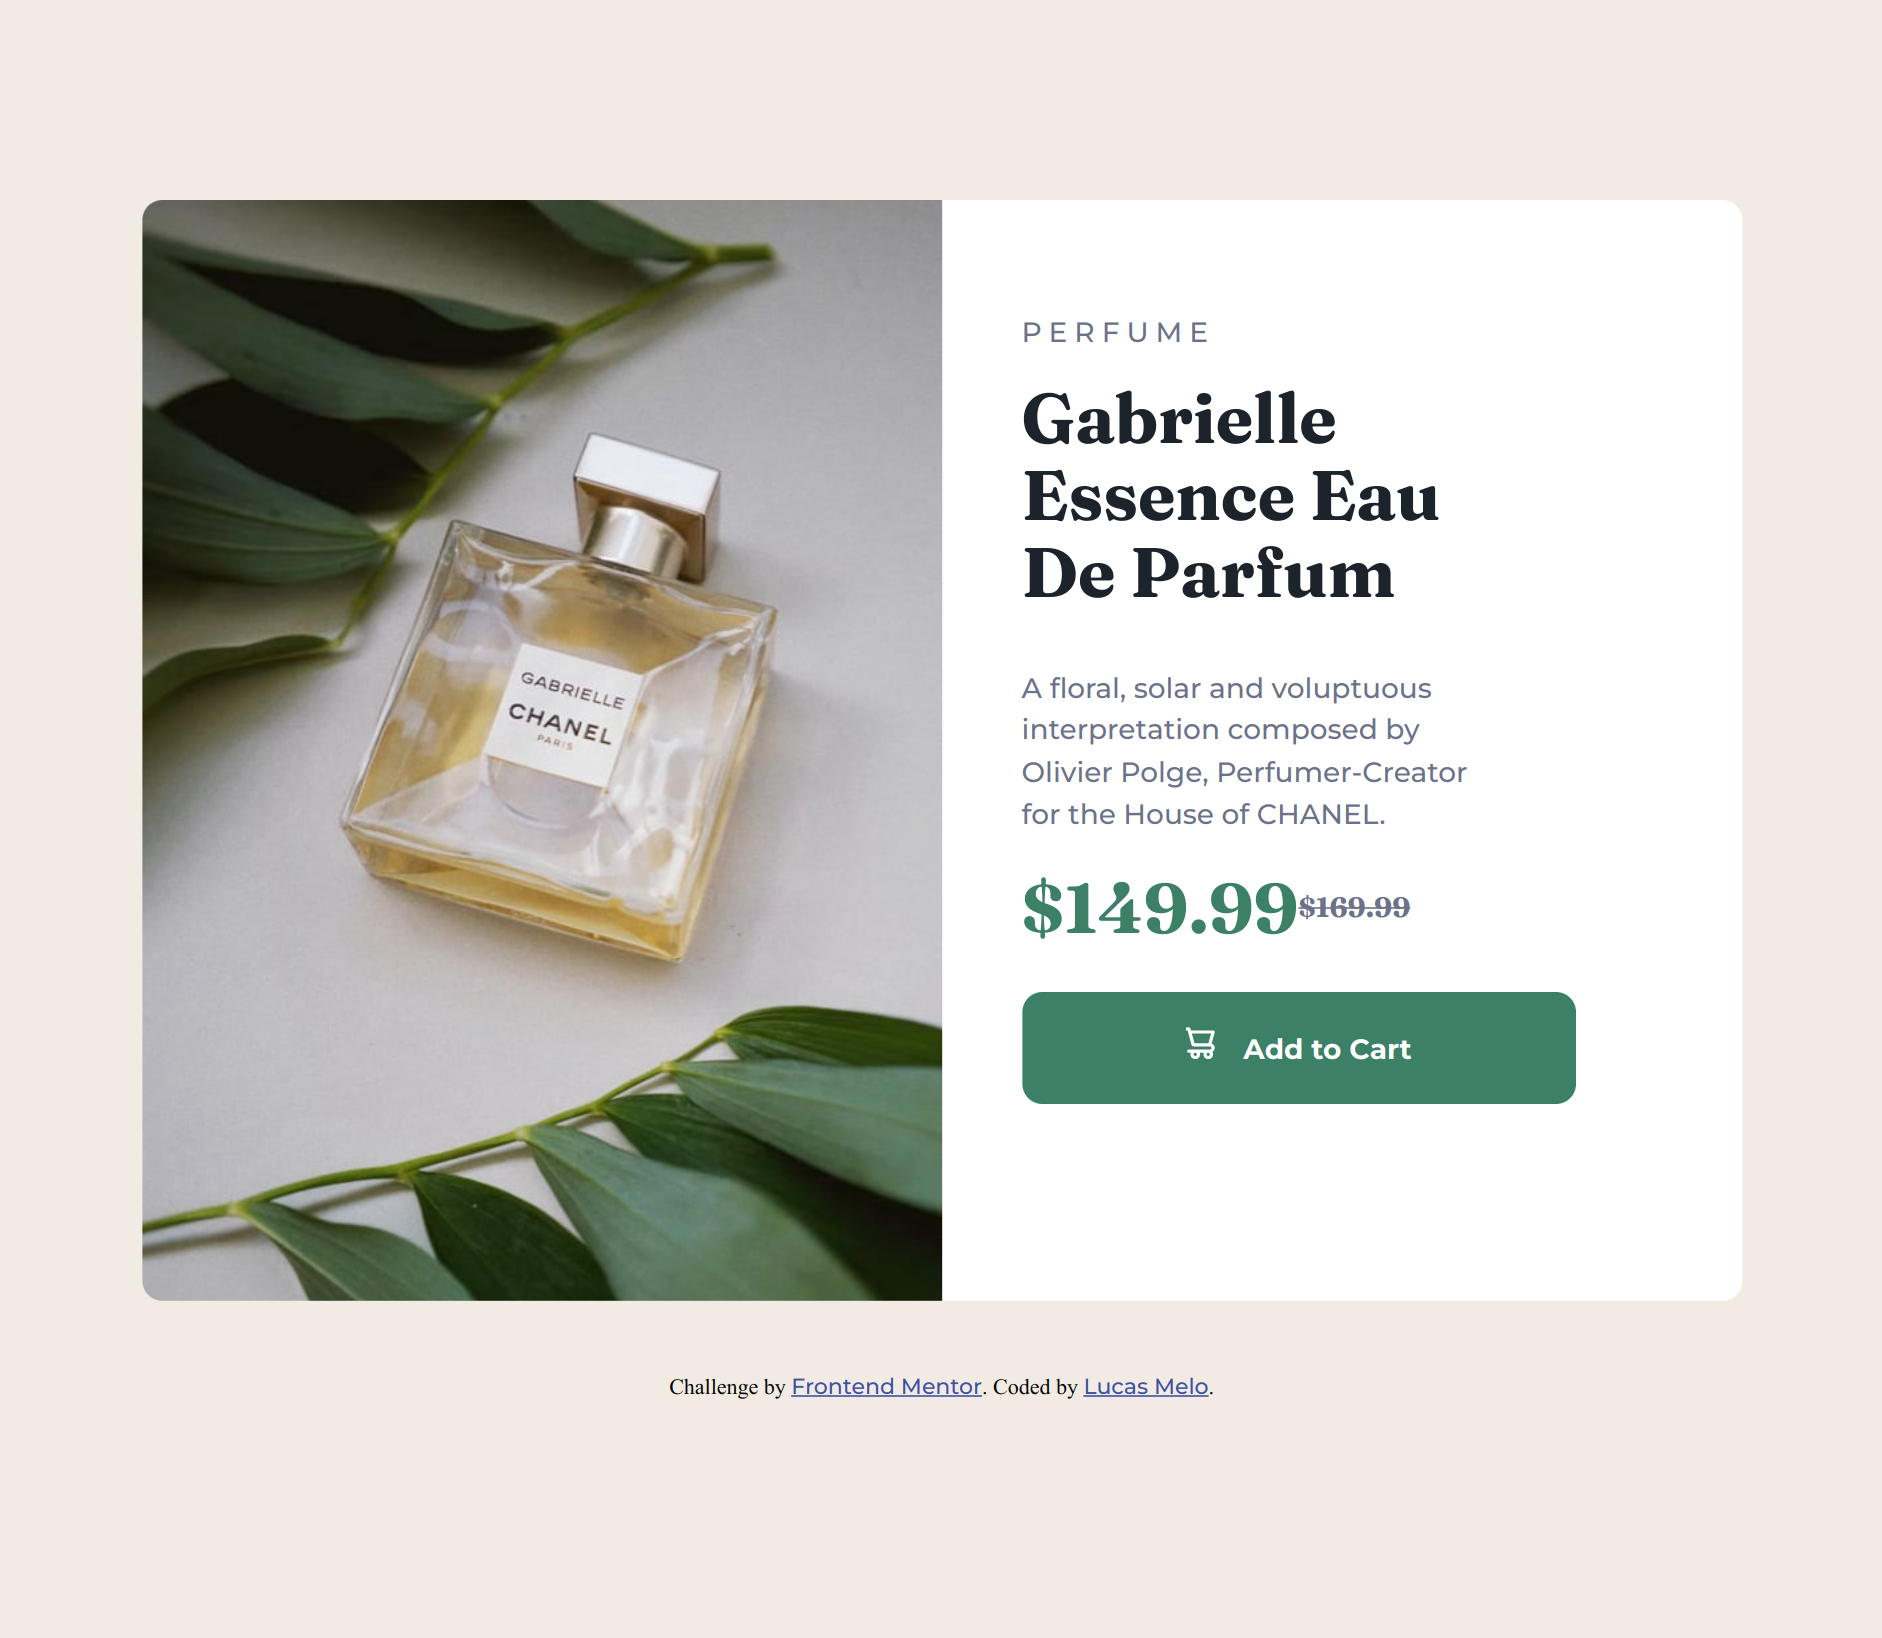 GABRIELLE
CHANEL
PARIS
PERFUME
Gabrielle
Essence Eau
De Parfum
A floral, solar and voluptuous
interpretation composed by
Olivier Polge, Perfumer-Creator
for the House of CHANEL.
$149.99 $169.99
Add to Cart
Challenge by Frontend Mentor. Coded by Lucas Melo.